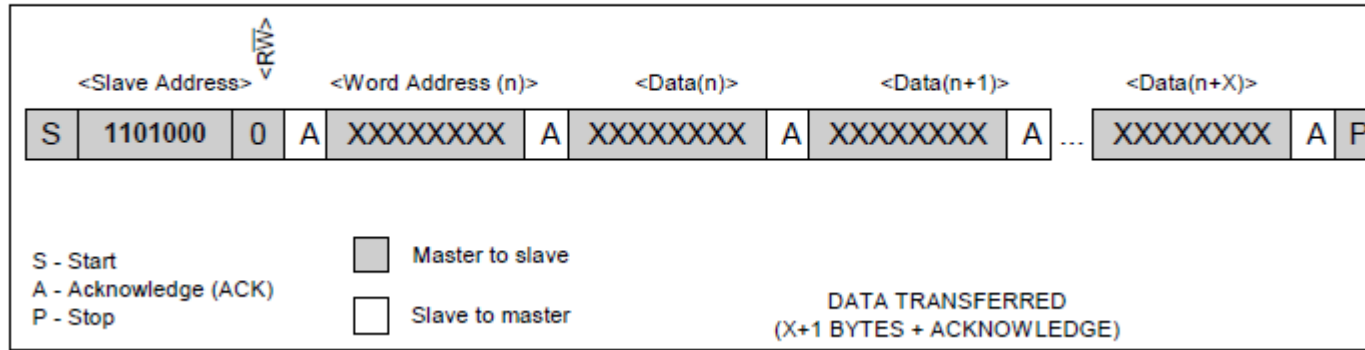 <RW>
<Slave Address> <Word Address (n)> <Data(n)> <Data(n+1)> <Data(n+X)>
S 1101000 0 A XXXXXXXX A XXXXXXXX A XXXXXXXX A ... XXXXXXXX A P
S - Start
A - Acknowledge (ACK)
P - Stop
Master to slave
Slave to master
DATA TRANSFERRED
(X+1 BYTES + ACKNOWLEDGE)